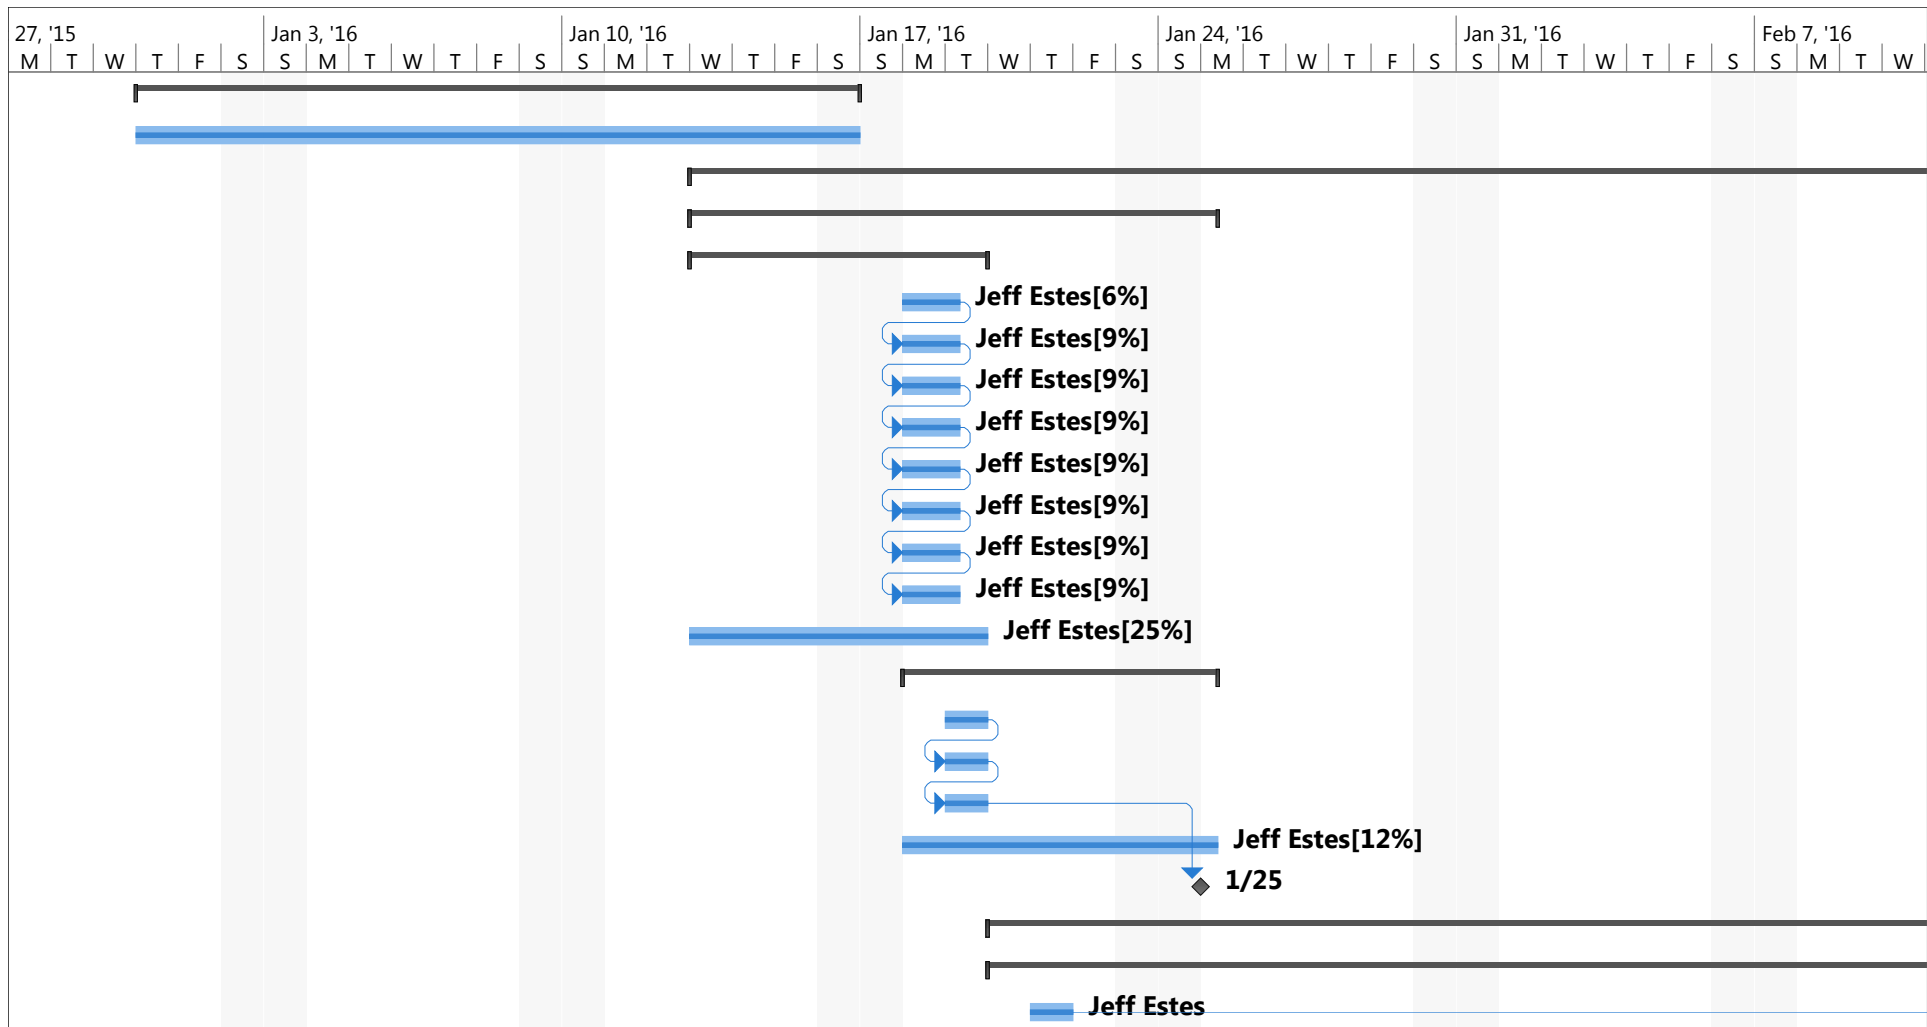 27, '15 Jan 3, '16 Jan 10, '16 Jan 17, '16 Jan 24, '16 Jan 31, '16 Feb 7, '16
M T W T F S S M T W T F S S M T W T F S S M T W T F S S M T W T F S S M T W T F S S M T W
Jeff Estes[6%]
Jeff Estes[9%]
Jeff Estes[9%]
Jeff Estes[9%]
Jeff Estes[9%]
Jeff Estes[9%]
Jeff Estes[9%]
Jeff Estes[9%]
Jeff Estes[25%]
Jeff Estes[12%]
1/25
Jeff Estes